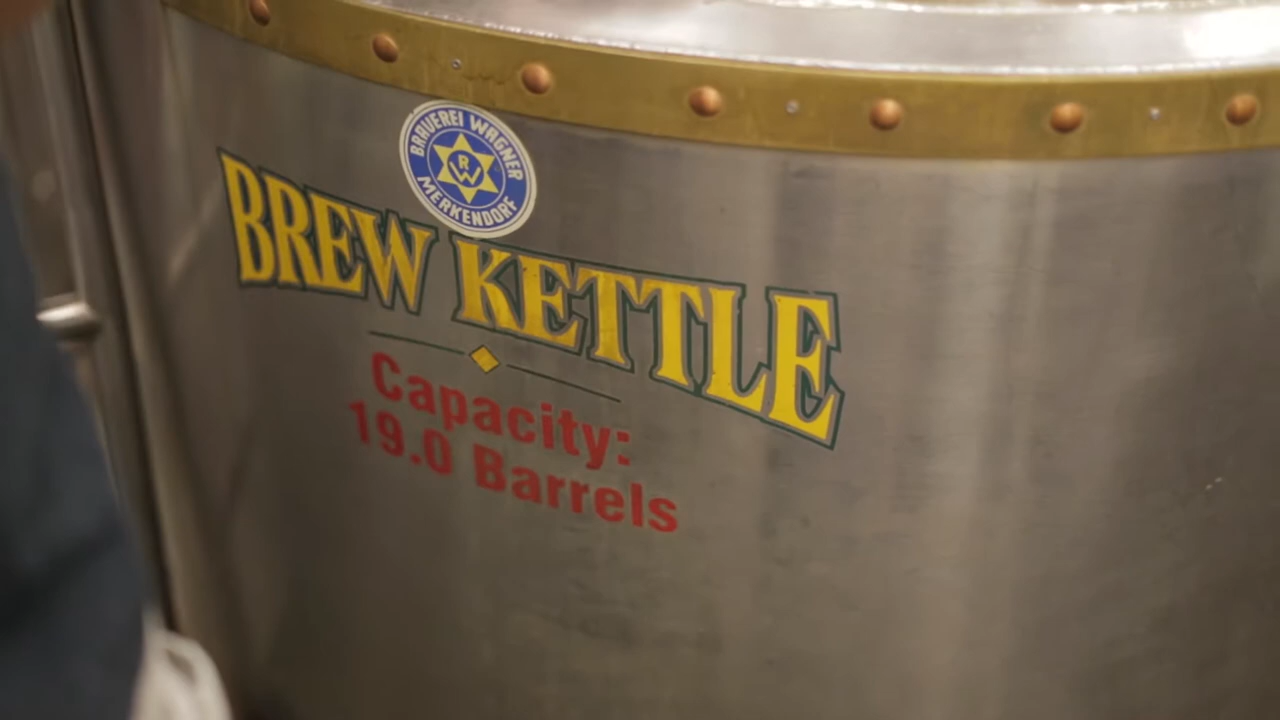 BRAUEREI WAGNER
RW
MERKENDORF
BREW KETTLE
Capacity:
19.0 Barrels